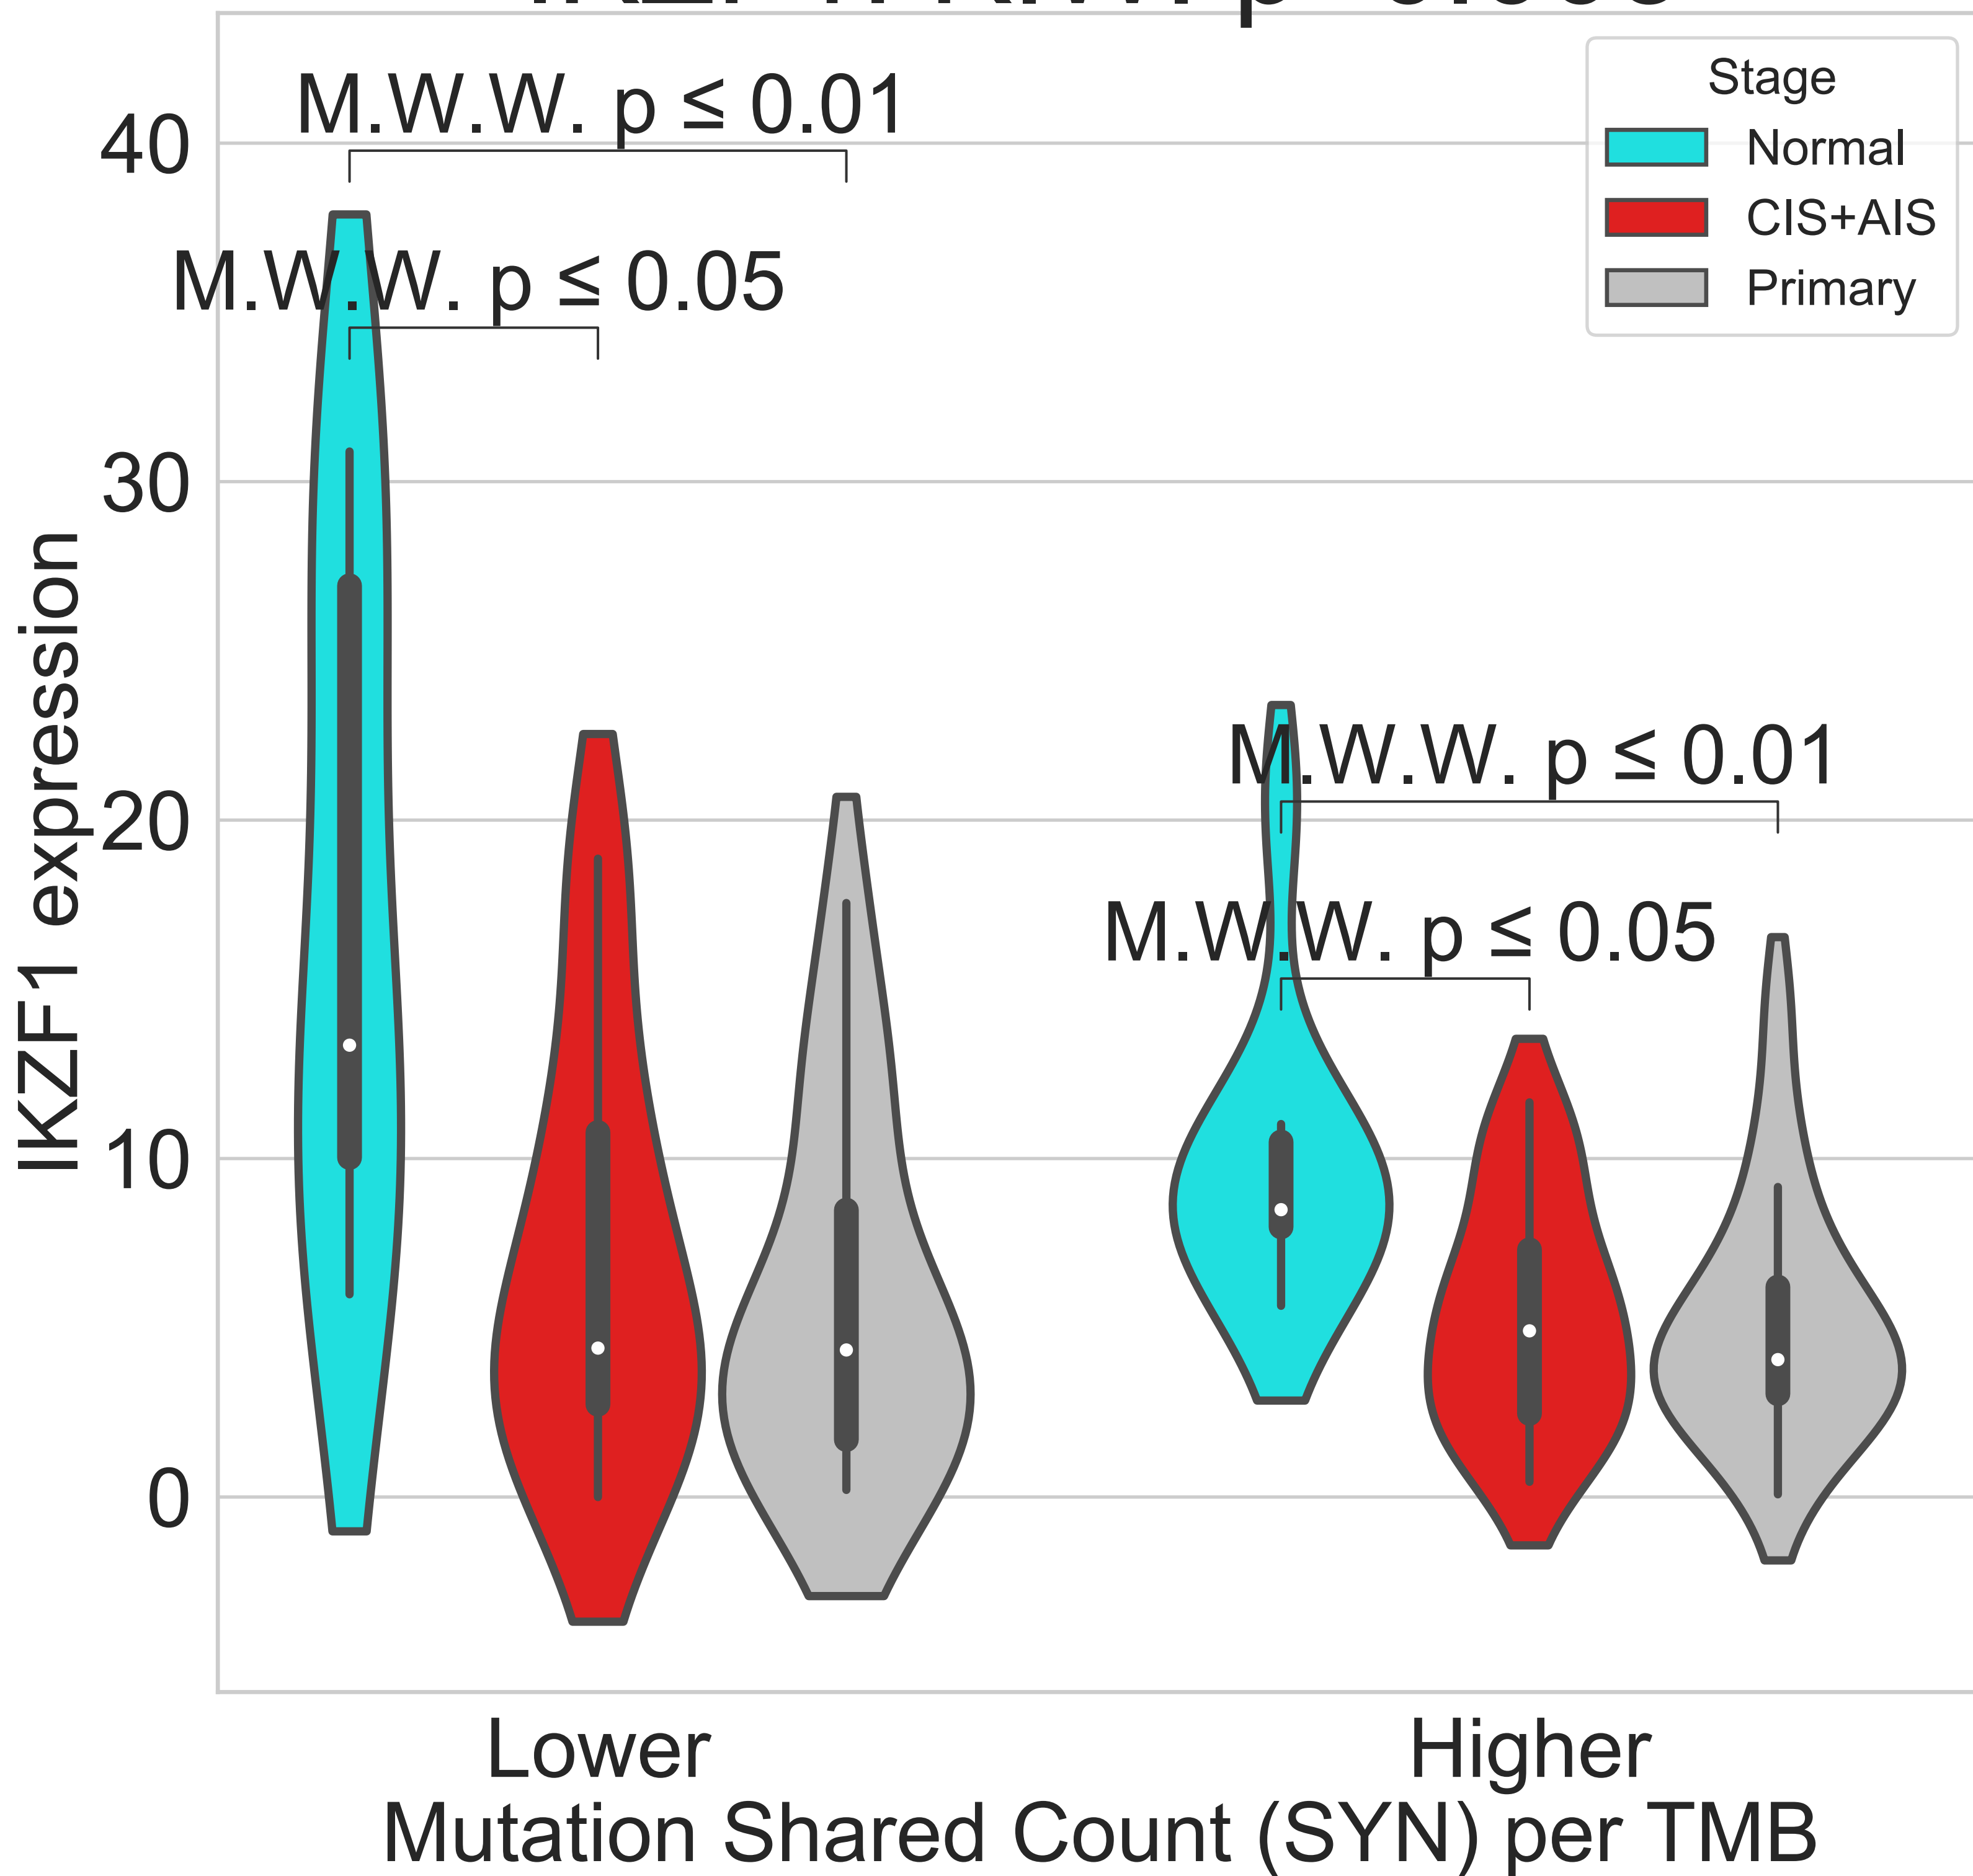 M.W.W. p ≤ 0.01
Stage
Normal
CIS+AIS
Primary
M.W.W. p ≤ 0.05
M.W.W. p ≤ 0.01
M.W.W. p ≤ 0.05
40
30
20
10
0
IKZF1 expression
Lower
Higher
Mutation Shared Count (SYN) per TMB